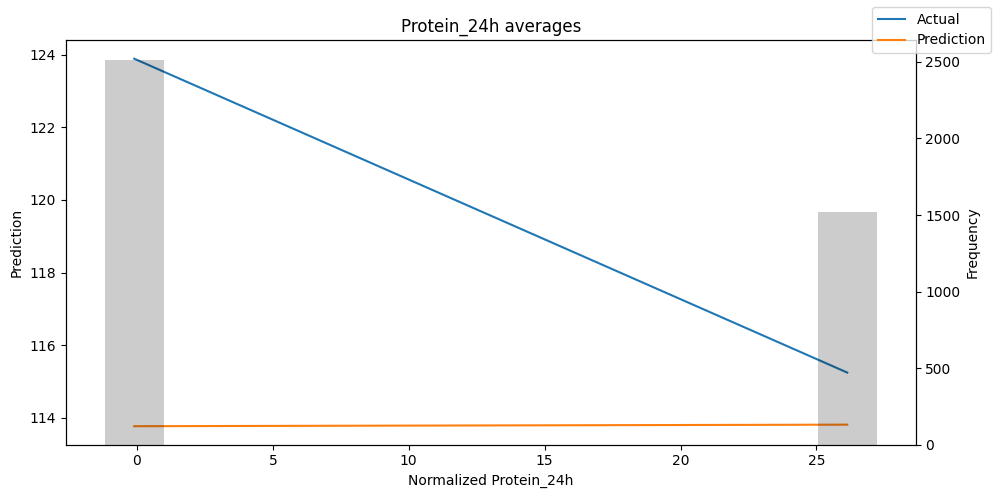 Protein_24h averages
Actual
Prediction
124
122
120
118
116
114
Prediction
2500
2000
1500
1000
500
0
Frequency
0 5 10 15 20 25
Normalized Protein_24h